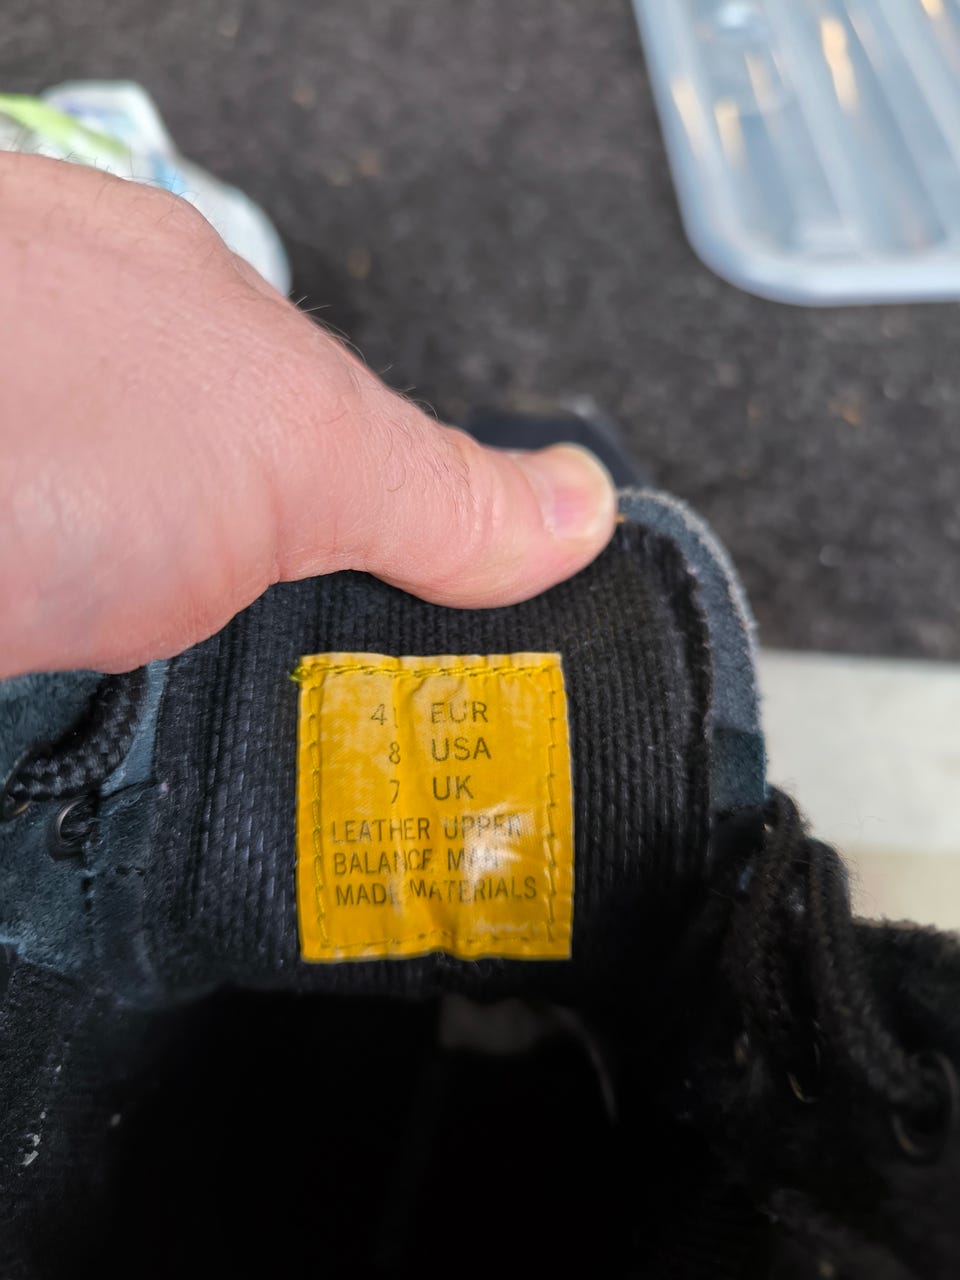 41 EUR
8 USA
7 UK
LEATHER UPPER
BALANCE MAN
MADE MATERIALS